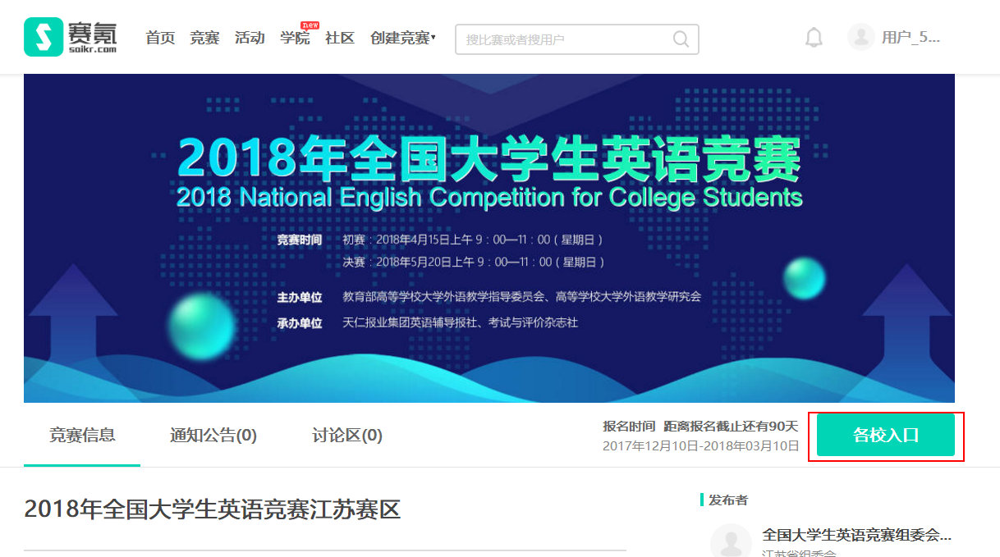 赛氪
saikr.com
首页 竞赛 活动 学院 new 社区 创建竞赛
搜比赛或者搜用户
用户_5...
2018年全国大学生英语竞赛
2018 National English Competition for College Students
竞赛时间 初赛：2018年4月15日上午 9：00—11：00（星期日）
决赛：2018年5月20日上午 9：00—11：00（星期日）
主办单位 教育部高等学校大学外语教学指导委员会、高等学校大学外语教学研究会
承办单位 天仁报业集团英语辅导报社、考试与评价杂志社
竞赛信息 通知公告(0) 讨论区(0)
报名时间 距离报名截止还有90天
2017年12月10日-2018年03月10日
各校入口
2018年全国大学生英语竞赛江苏赛区
发布者
全国大学生英语竞赛组委会...
江苏省组委会